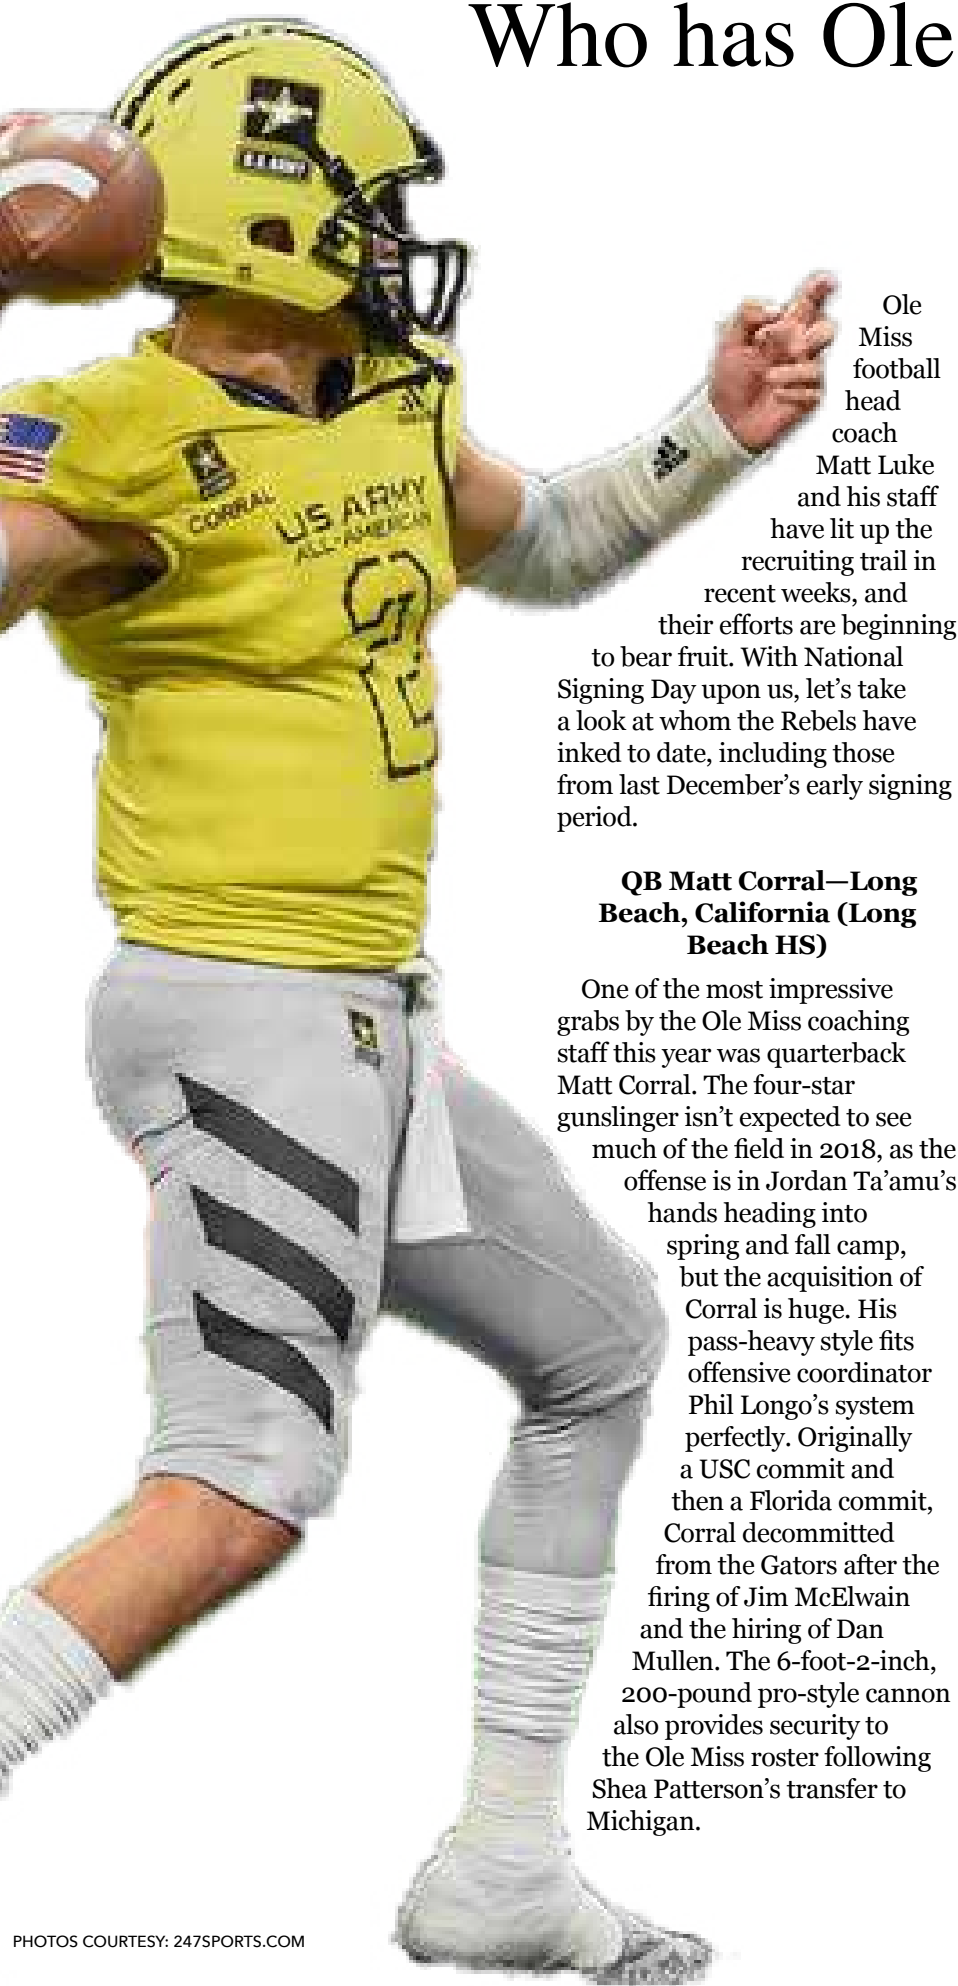 Who has Ole
U.S.ARMY
CORRAL
US ARMY
ALL-AMERICAN
2
Ole
Miss
football
head
coach
Matt Luke
and his staff
have lit up the
recruiting trail in
recent weeks, and
their efforts are beginning
to bear fruit. With National
Signing Day upon us, let’s take
a look at whom the Rebels have
inked to date, including those
from last December’s early signing
period.
QB Matt Corral—Long
Beach, California (Long
Beach HS)
One of the most impressive
grabs by the Ole Miss coaching
staff this year was quarterback
Matt Corral. The four-star
gunslinger isn’t expected to see
much of the field in 2018, as the
offense is in Jordan Ta’amu’s
hands heading into
spring and fall camp,
but the acquisition of
Corral is huge. His
pass-heavy style fits
offensive coordinator
Phil Longo’s system
perfectly. Originally
a USC commit and
then a Florida commit,
Corral decommitted
from the Gators after the
firing of Jim McElwain
and the hiring of Dan
Mullen. The 6-foot-2-inch,
200-pound pro-style cannon
also provides security to
the Ole Miss roster following
Shea Patterson’s transfer to
Michigan.
PHOTOS COURTESY: 247SPORTS.COM